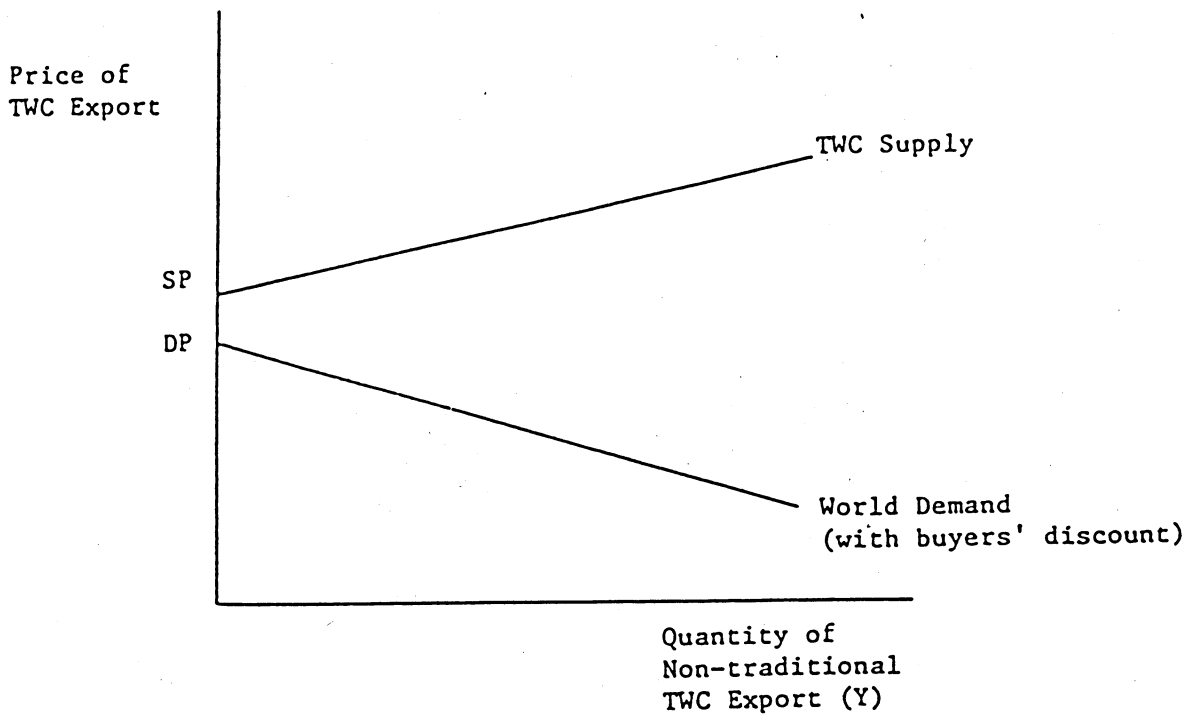 Price of
TWC Export
TWC Supply
SP
DP
World Demand
(with buyers' discount)
Quantity of
Non-traditional
TWC Export (Y)